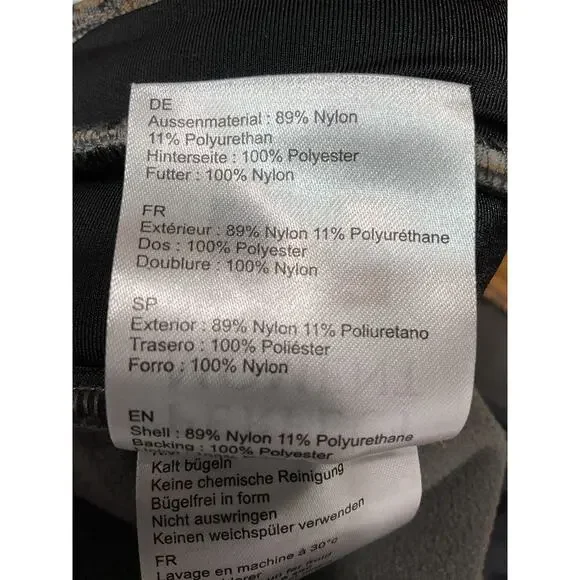 DE
Aussenmaterial : 89% Nylon
11% Polyurethan
Hinterseite : 100% Polyester
Futter : 100% Nylon
FR
Extérieur : 89% Nylon 11% Polyuréthane
Dos : 100% Polyester
Doublure : 100% Nylon
SP
Exterior : 89% Nylon 11% Poliuretano
Trasero : 100% Poliéster
Forro : 100% Nylon
EN
Shell : 89% Nylon 11% Polyurethane
Backing : 100% Polyester
Kalt bügeln
Keine chemische Reinigung
Bügelfrei in form
Nicht auswringen
Keinen weichspüler verwenden
FR
Lavage en machine à 30°c
fer froid